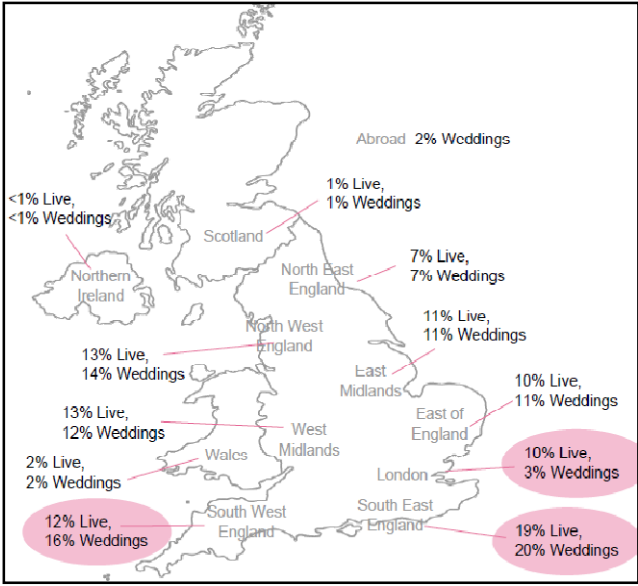 Abroad 2% Weddings
1% Live,
1% Weddings
<1% Live,
<1% Weddings
Scotland
Northern
Ireland
North East
England
7% Live,
7% Weddings
11% Live,
11% Weddings
North West
England
13% Live,
14% Weddings
East
Midlands
10% Live,
11% Weddings
13% Live,
12% Weddings
West
Midlands
East of
England
Wales
2% Live,
2% Weddings
London
10% Live,
3% Weddings
South West
England
12% Live,
16% Weddings
South East
England
19% Live,
20% Weddings